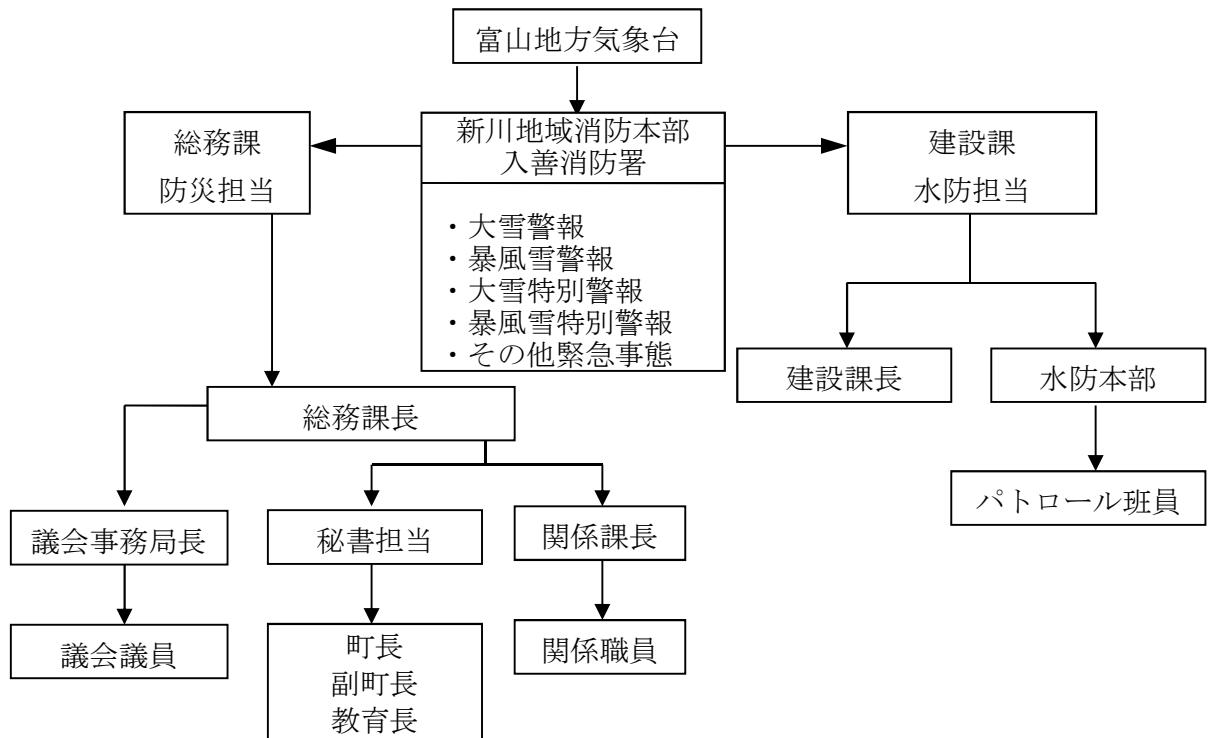 富山地方気象台
総務課
防災担当
新川地域消防本部
入善消防署
建設課
水防担当
・大雪警報
・暴風雪警報
・大雪特別警報
・暴風雪特別警報
・その他緊急事態
建設課長
水防本部
総務課長
パトロール班員
議会事務局長
秘書担当
関係課長
議会議員
町長
副町長
教育長
関係職員